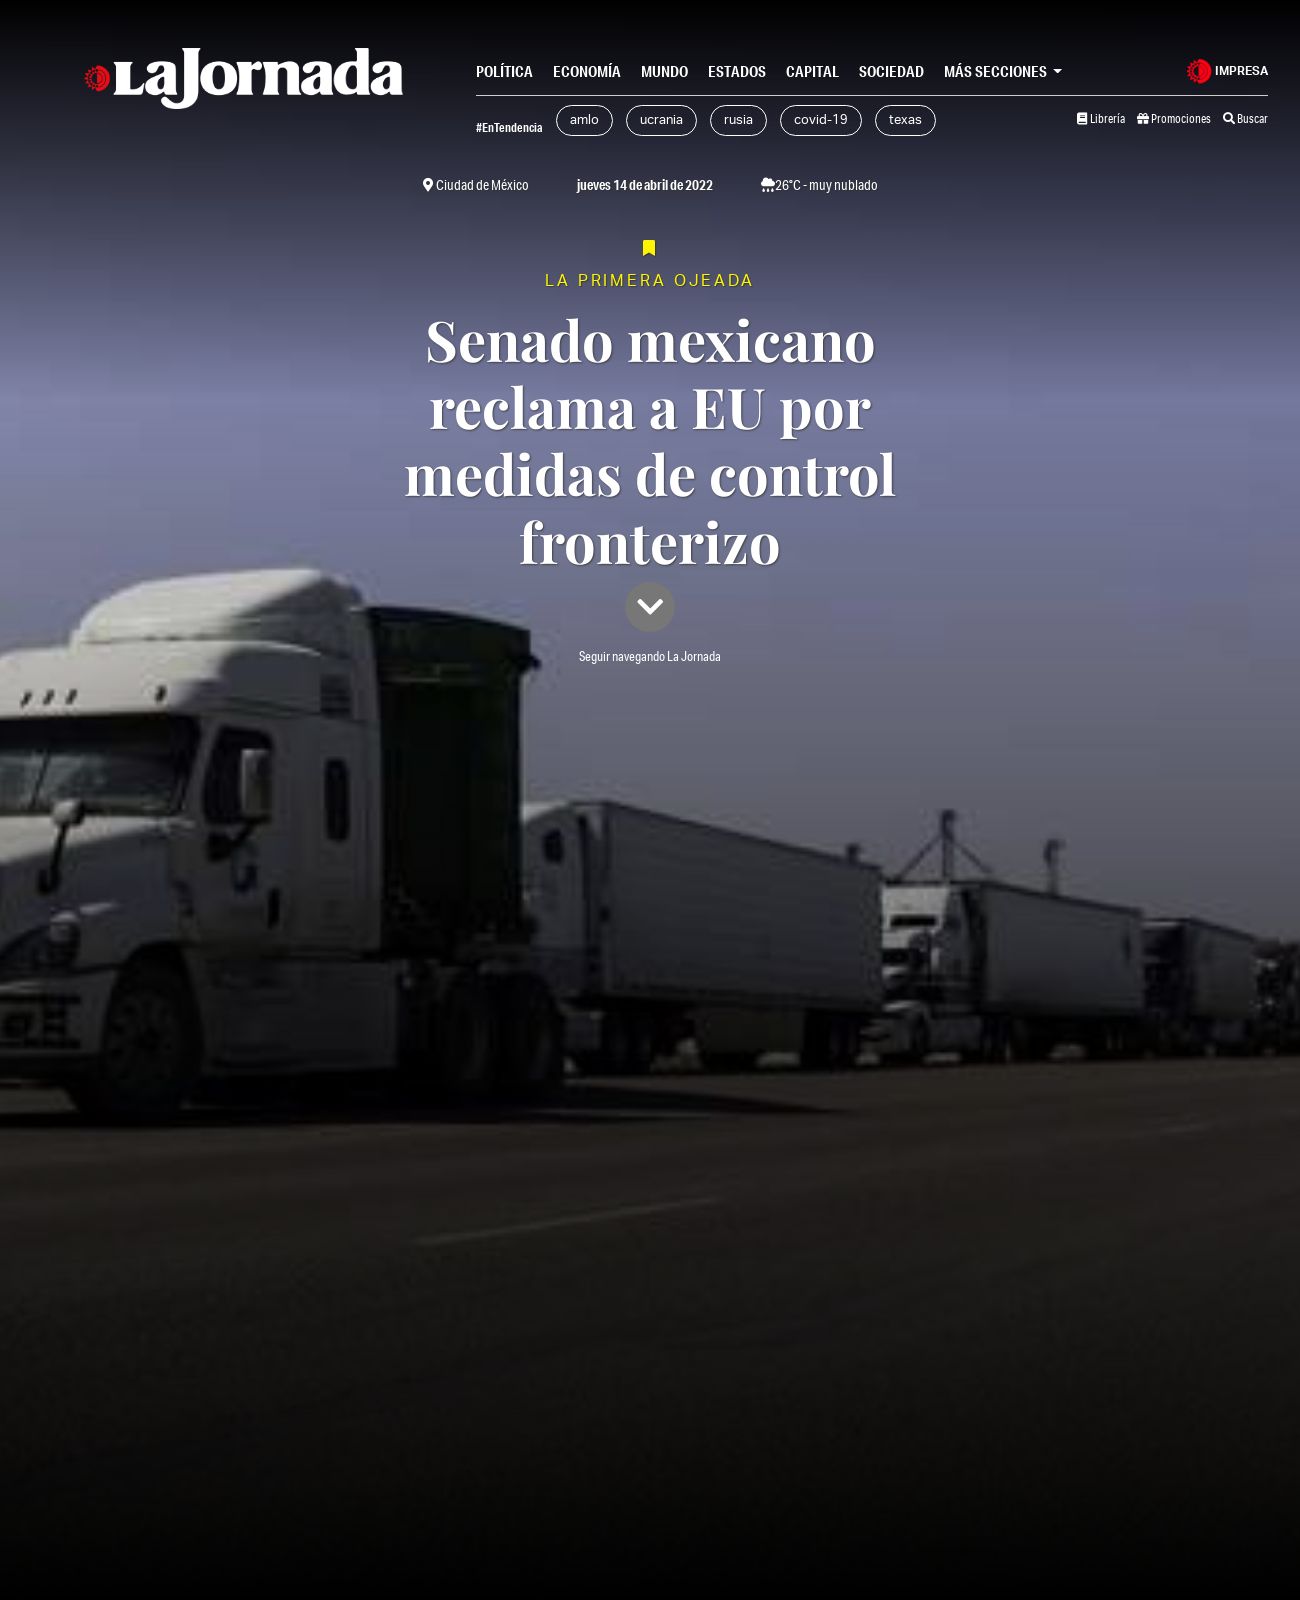 LaJornada
POLÍTICA ECONOMÍA MUNDO ESTADOS CAPITAL SOCIEDAD MÁS SECCIONES
IMPRESA
#EnTendencia amlo ucrania rusia covid-19 texas
Librería Promociones Buscar
Ciudad de México jueves 14 de abril de 2022 26°C - muy nublado
LA PRIMERA OJEADA
Senado mexicano
reclama a EU por
medidas de control
fronterizo
Seguir navegando La Jornada